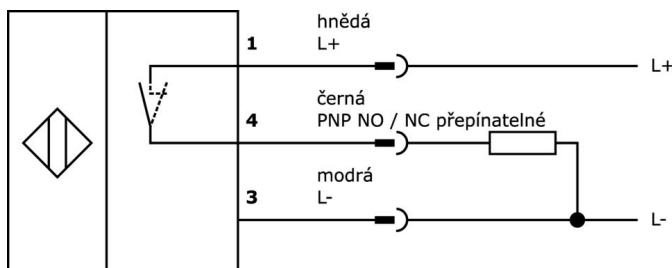 hnědá
1 L+
L+
černá
4 PNP NO / NC přepínatelné
modrá
3 L-
L-